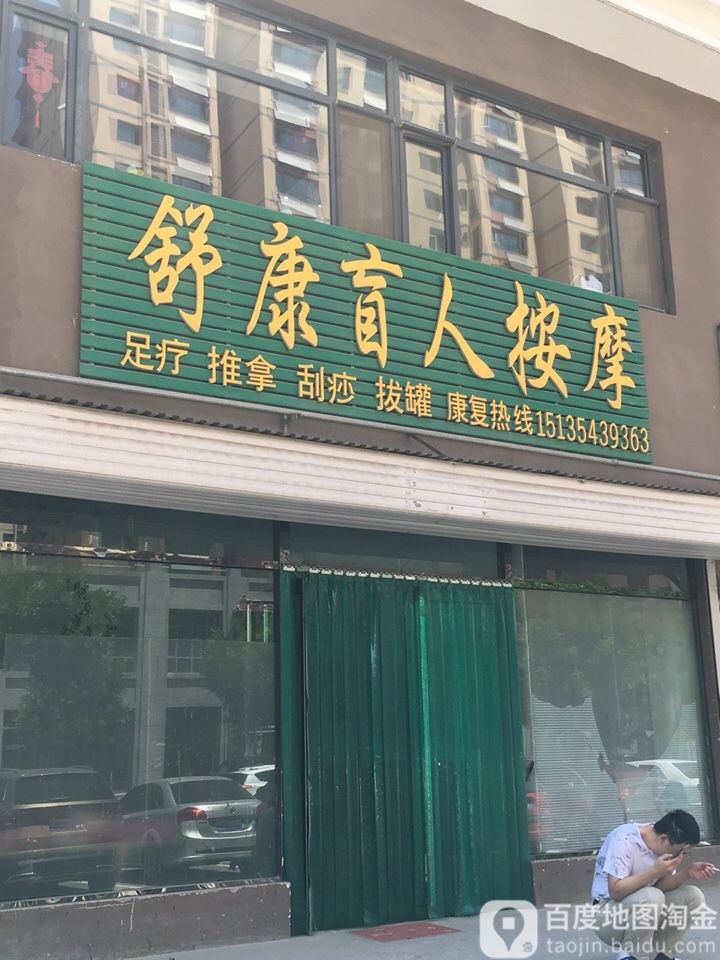 舒康盲人按摩
足疗 推拿 刮痧 拔罐 康复热线15135439363
春
百度地图淘金
taojin.baidu.com